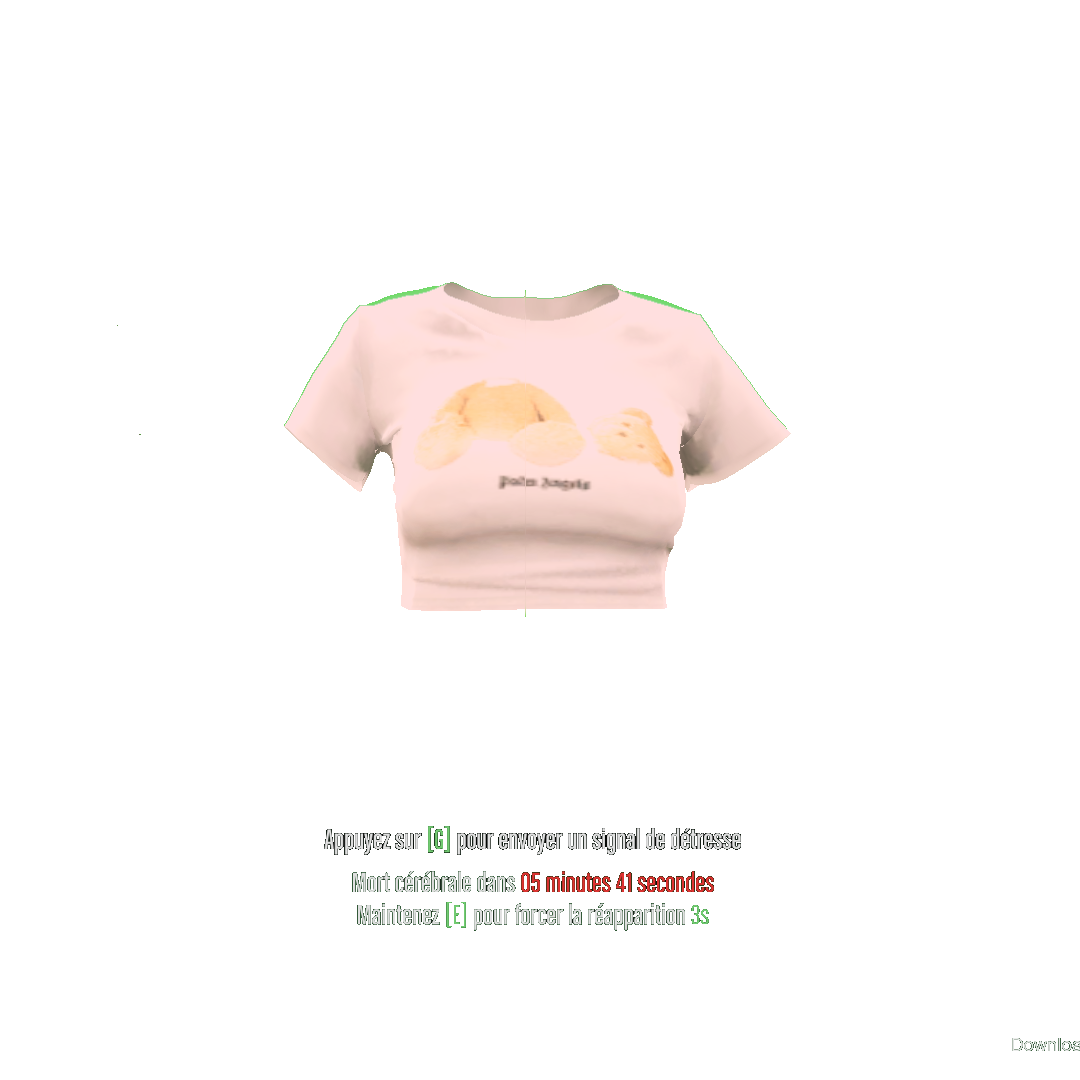 Palm Angels
Appuyez sur [G] pour envoyer un signal de détresse
Mort cérébrale dans 05 minutes 41 secondes
Maintenez [E] pour forcer la réapparition 3s